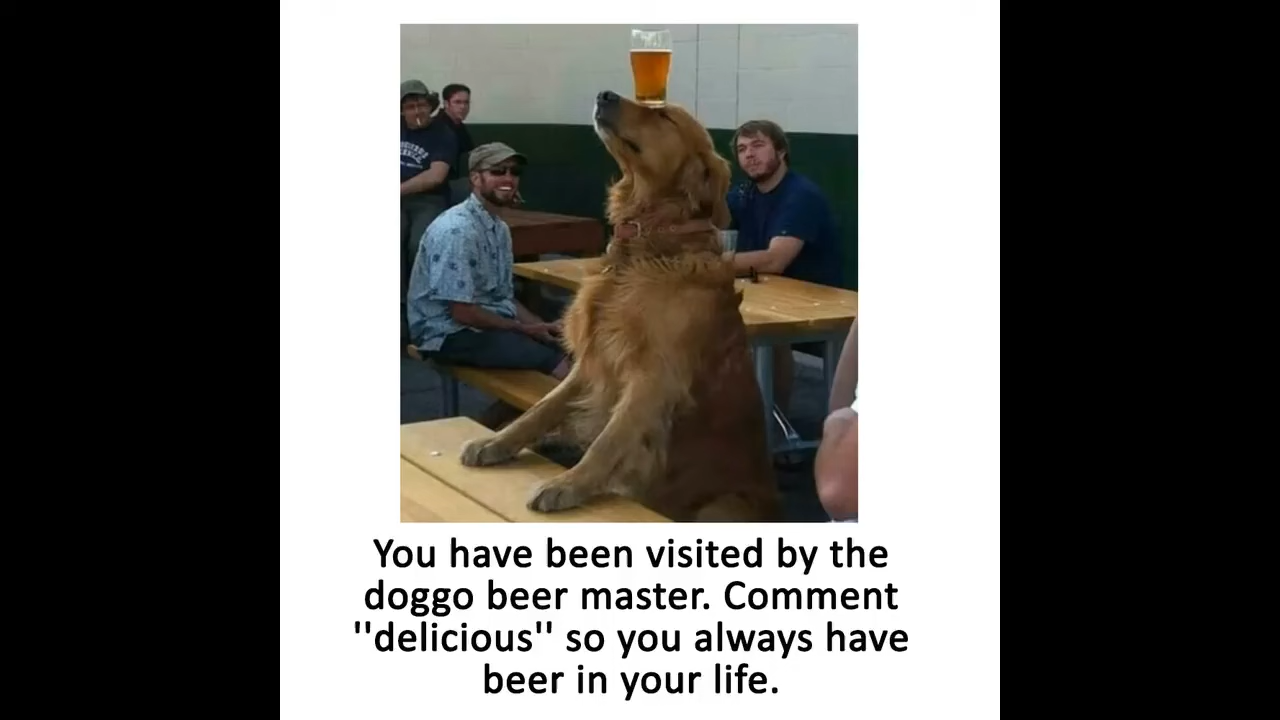 You have been visited by the
doggo beer master. Comment
"delicious" so you always have
beer in your life.